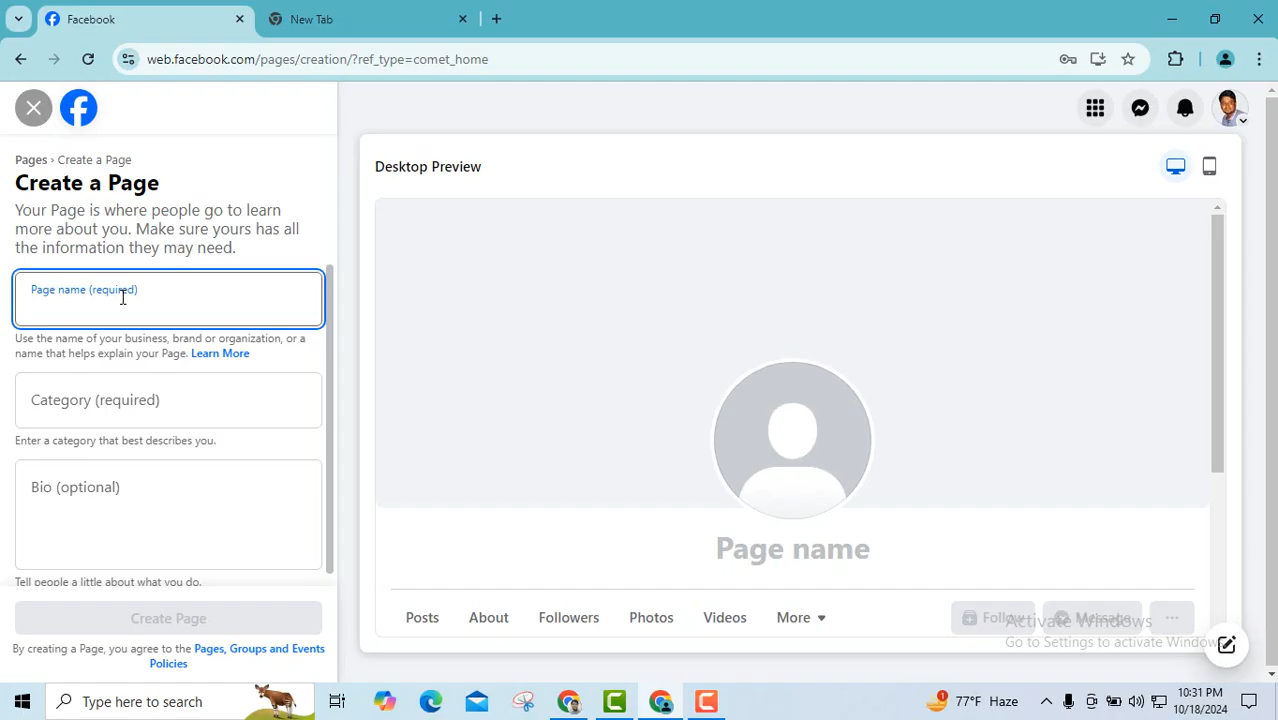 Facebook
New Tab
web.facebook.com/pages/creation/?ref_type=comet_home
Pages › Create a Page
Create a Page
Your Page is where people go to learn
more about you. Make sure yours has all
the information they may need.
Page name (required)
Use the name of your business, brand or organization, or a
name that helps explain your Page. Learn More
Category (required)
Enter a category that best describes you.
Bio (optional)
Tell people a little about what you do.
Create Page
By creating a Page, you agree to the Pages, Groups and Events
Policies
Desktop Preview
Page name
Posts About Followers Photos Videos More
Follow Message
Activate Windows
Go to Settings to activate Windows
Type here to search
77°F Haze
10:31 PM
10/18/2024